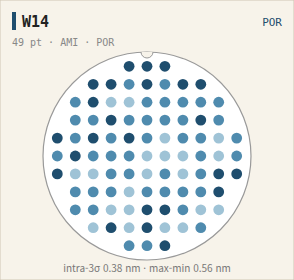 W14
POR
49 pt · AMI · POR
intra-3σ 0.38 nm · max-min 0.56 nm